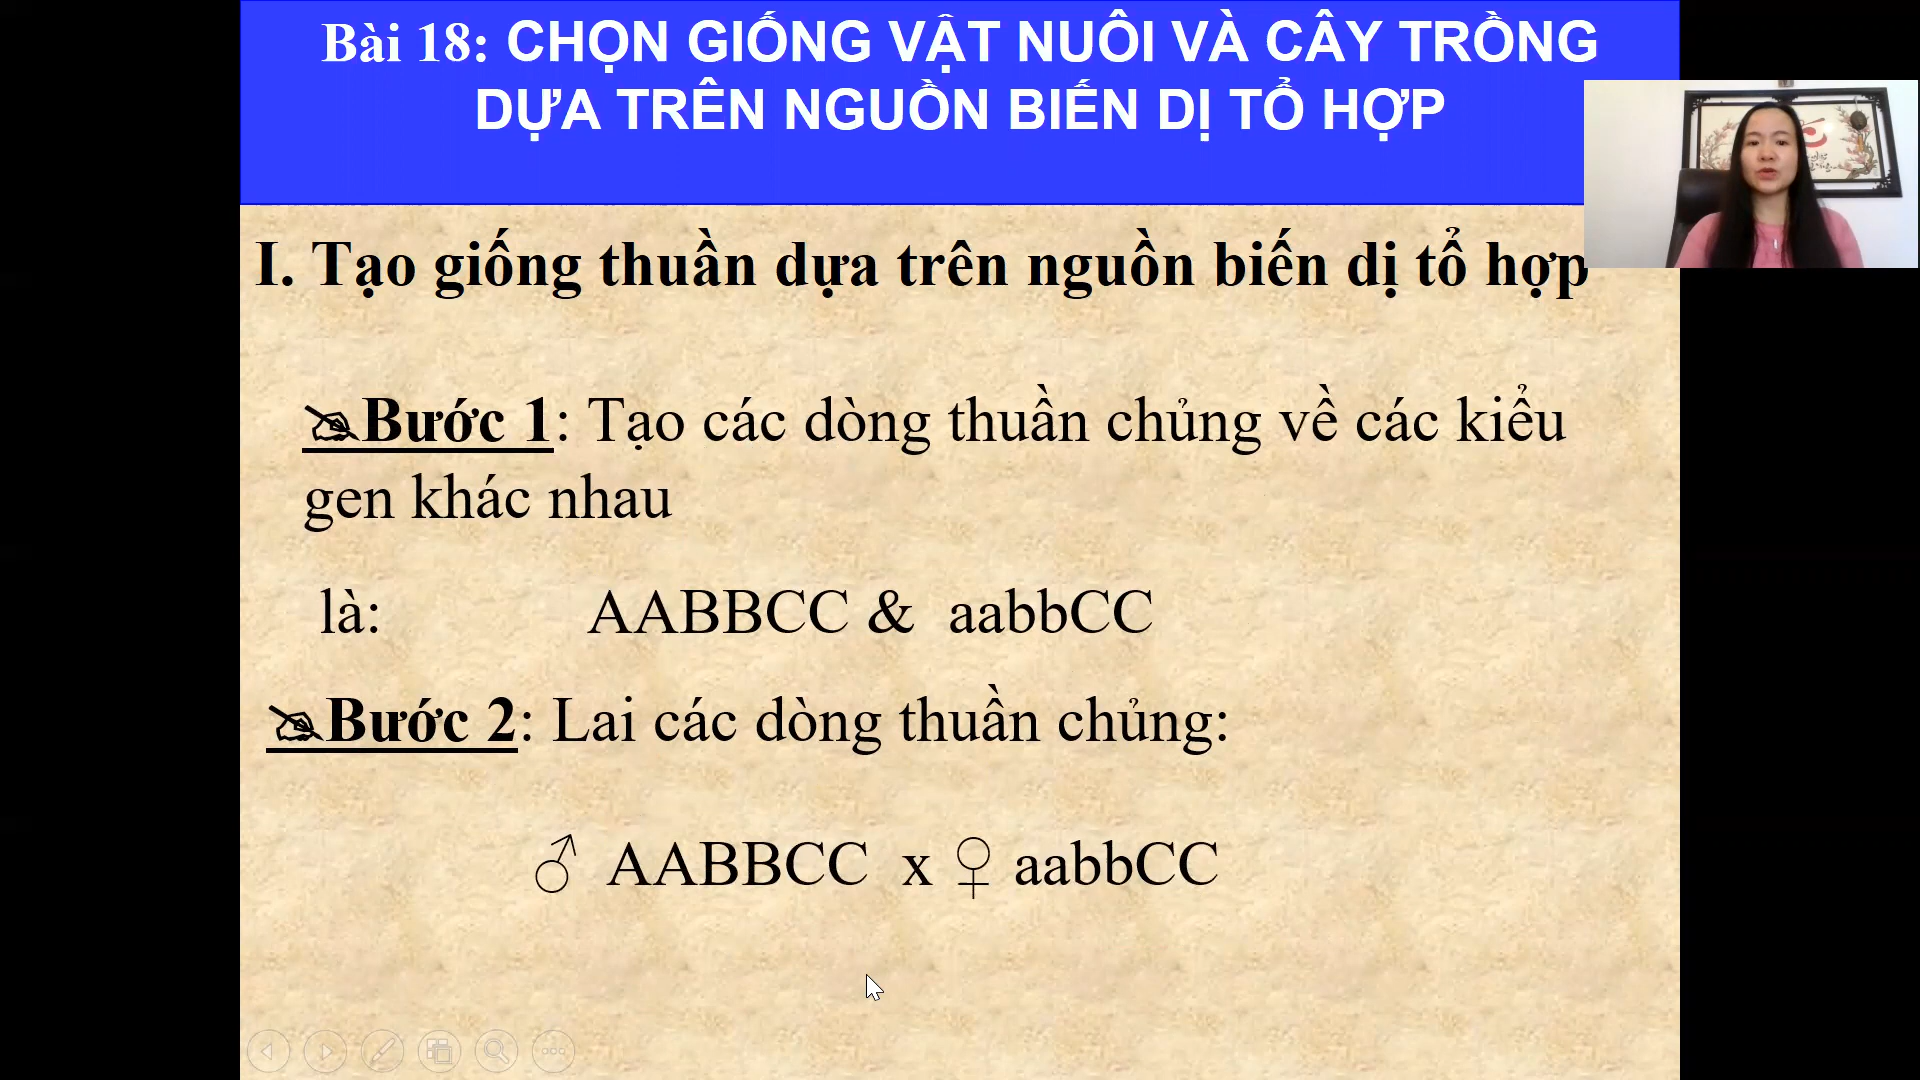 Bài 18: CHỌN GIỐNG VẬT NUÔI VÀ CÂY TRỒNG
DỰA TRÊN NGUỒN BIẾN DỊ TỔ HỢP
I. Tạo giống thuần dựa trên nguồn biến dị tổ hợp
Bước 1: Tạo các dòng thuần chủng về các kiểu
gen khác nhau
là: AABBCC & aabbCC
Bước 2: Lai các dòng thuần chủng:
♂ AABBCC x ♀ aabbCC